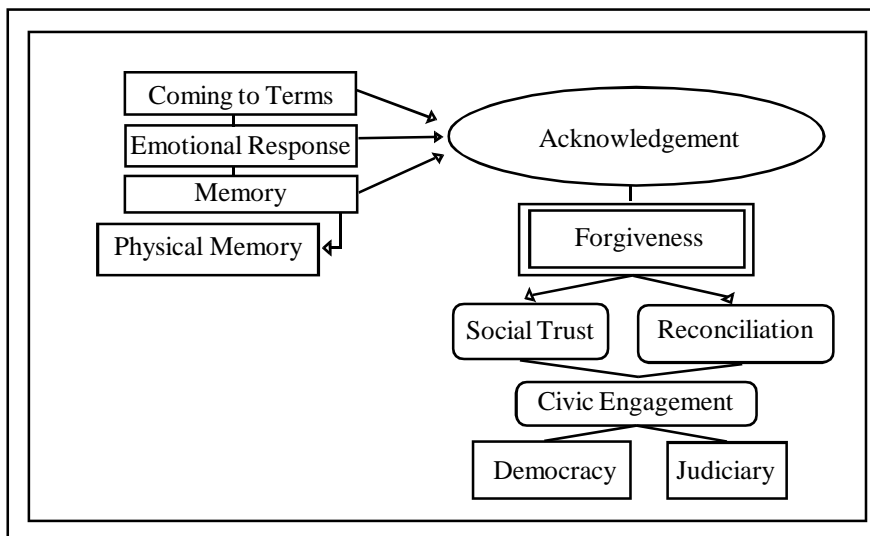 Coming to Terms
Emotional Response
Memory
Physical Memory
Acknowledgement
Forgiveness
Social Trust
Reconciliation
Civic Engagement
Democracy
Judiciary